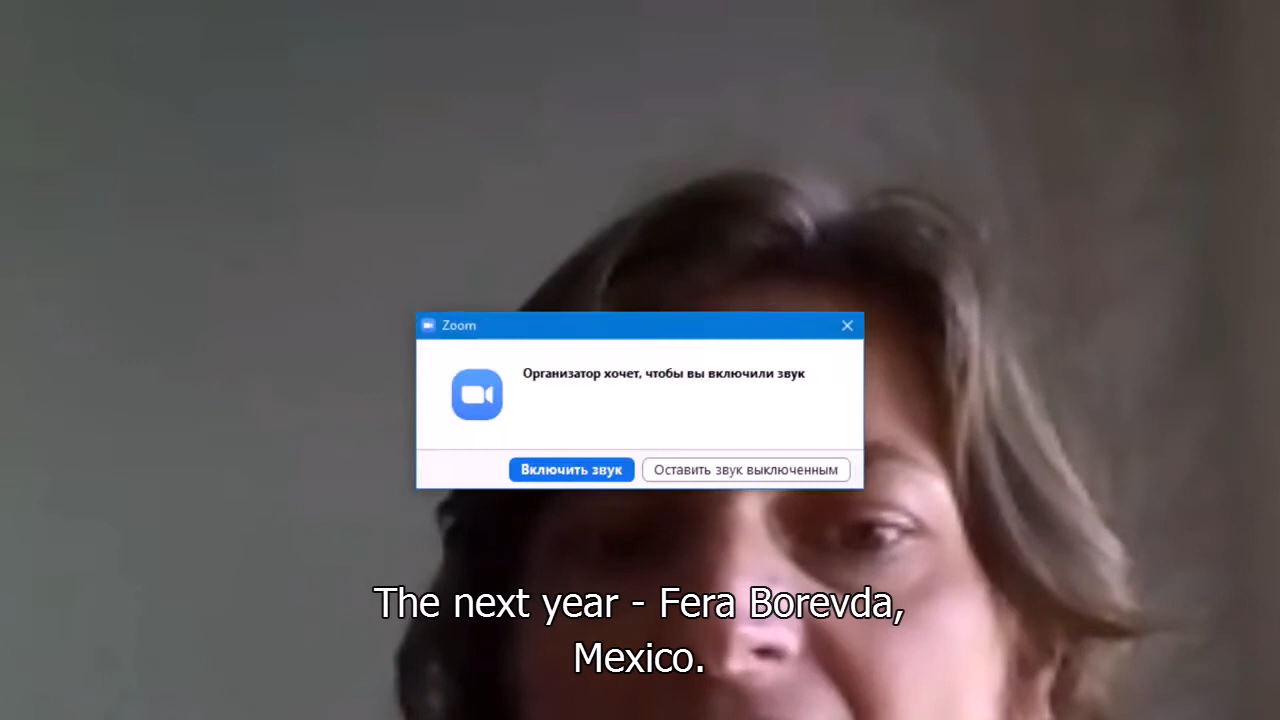 Zoom
Организатор хочет, чтобы вы включили звук
Включить звук
Оставить звук выключенным
The next year - Fera Borevda,
Mexico.